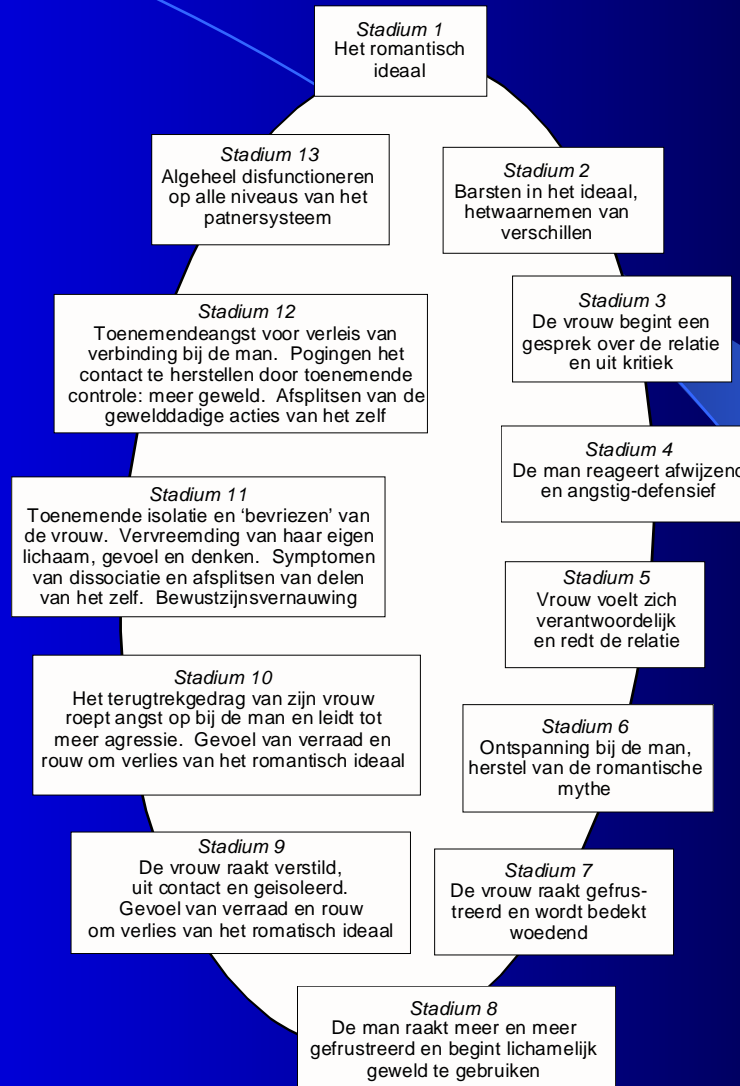 Stadium 1
Het romantisch
ideaal
Stadium 2
Barsten in het ideaal,
hetwaarnemen van
verschillen
Stadium 3
De vrouw begint een
gesprek over de relatie
en uit kritiek
Stadium 4
De man reageert afwijzend
en angstig-defensief
Stadium 5
Vrouw voelt zich
verantwoordelijk
en redt de relatie
Stadium 6
Ontspanning bij de man,
herstel van de romantische
mythe
Stadium 7
De vrouw raakt gefrus-
treerd en wordt bedekt
woedend
Stadium 8
De man raakt meer en meer
gefrustreerd en begint lichamelijk
geweld te gebruiken
Stadium 9
De vrouw raakt verstild,
uit contact en geisoleerd.
Gevoel van verraad en rouw
om verlies van het romatisch ideaal
Stadium 10
Het terugtrekgedrag van zijn vrouw
roept angst op bij de man en leidt tot
meer agressie. Gevoel van verraad en
rouw om verlies van het romantisch ideaal
Stadium 11
Toenemende isolatie en ‘bevriezen’ van
de vrouw. Vervreemding van haar eigen
lichaam, gevoel en denken. Symptomen
van dissociatie en afsplitsen van delen
van het zelf. Bewustzijnsvernauwing
Stadium 12
Toenemendeangst voor verleis van
verbinding bij de man. Pogingen het
contact te herstellen door toenemende
controle: meer geweld. Afsplitsen van de
gewelddadige acties van het zelf
Stadium 13
Algeheel disfunctioneren
op alle niveaus van het
patnersysteem